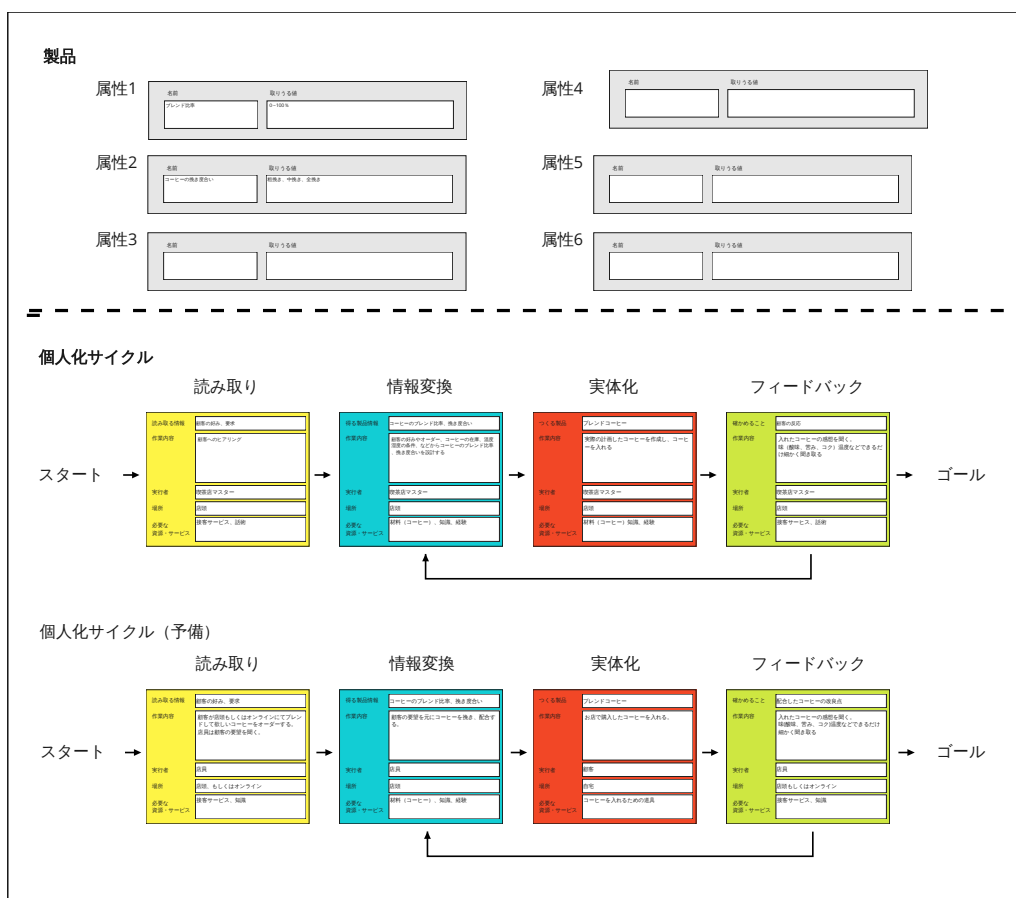 製品
属性1
名前
取りうる値
ブレンド比率
0~100%
属性4
名前
取りうる値
属性2
名前
取りうる値
コーヒーの挽き度合い
粗挽き、中挽き、全挽き
属性5
名前
取りうる値
属性3
名前
取りうる値
属性6
名前
取りうる値
個人化サイクル
読み取り
情報変換
実体化
フィードバック
スタート
読み取る情報
顧客の好み、要求
作業内容
顧客へのヒアリング
実行者
喫茶店マスター
場所
店頭
必要な
資源・サービス
接客サービス、話術
得る製品情報
コーヒーのブレンド比率、挽き度合い
作業内容
顧客の好みやオーダー、コーヒーの在庫、温度
湿度の条件、などからコーヒーのブレンド比率
、挽き度合いを設計する
実行者
喫茶店マスター
場所
店頭
必要な
資源・サービス
材料（コーヒー）、知識、経験
つくる製品
ブレンドコーヒー
作業内容
実際の計画したコーヒーを作成し、コーヒ
ーを入れる
実行者
喫茶店マスター
場所
店頭
必要な
資源・サービス
材料（コーヒー）知識、経験
確かめること
顧客の反応
作業内容
入れたコーヒーの感想を聞く。
味（酸味、苦み、コク）温度などできるだ
け細かく聞き取る
実行者
喫茶店マスター
場所
店頭
必要な
資源・サービス
接客サービス、話術
ゴール
個人化サイクル（予備）
読み取り
情報変換
実体化
フィードバック
スタート
読み取る情報
顧客の好み、要求
作業内容
顧客が店頭もしくはオンラインにてブレン
ドして欲しいコーヒーをオーダーする。
店員は顧客の要望を聞く。
実行者
店員
場所
店頭、もしくはオンライン
必要な
資源・サービス
接客サービス、知識
得る製品情報
コーヒーのブレンド比率、挽き度合い
作業内容
顧客の要望を元にコーヒーを挽き、配合す
る。
実行者
店員
場所
店頭
必要な
資源・サービス
材料（コーヒー）、知識、経験
つくる製品
ブレンドコーヒー
作業内容
お店で購入したコーヒーを入れる。
実行者
顧客
場所
自宅
必要な
資源・サービス
コーヒーを入れるための道具
確かめること
配合したコーヒーの改良点
作業内容
入れたコーヒーの感想を聞く。
味(酸味、苦み、コク)温度などできるだけ
細かく聞き取る
実行者
店員
場所
店頭もしくはオンライン
必要な
資源・サービス
接客サービス、知識
ゴール